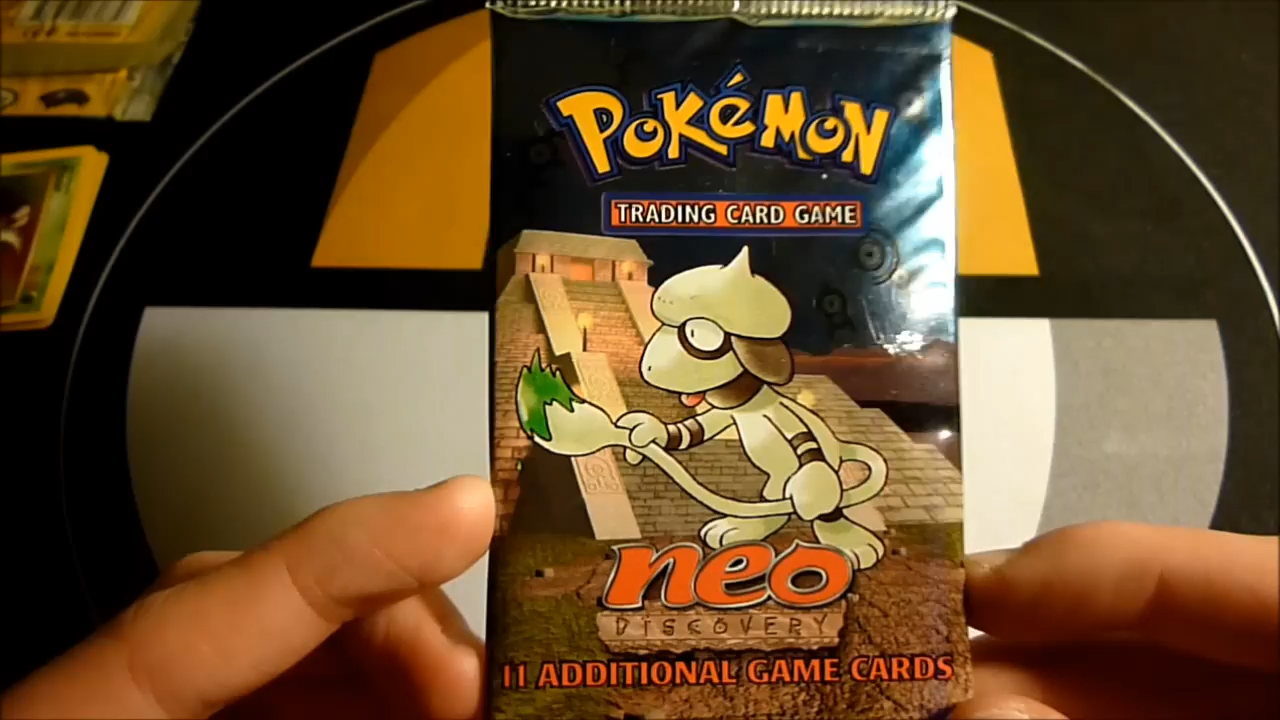 POKéMON
TRADING CARD GAME
neo
DISCOVERY
11 ADDITIONAL GAME CARDS